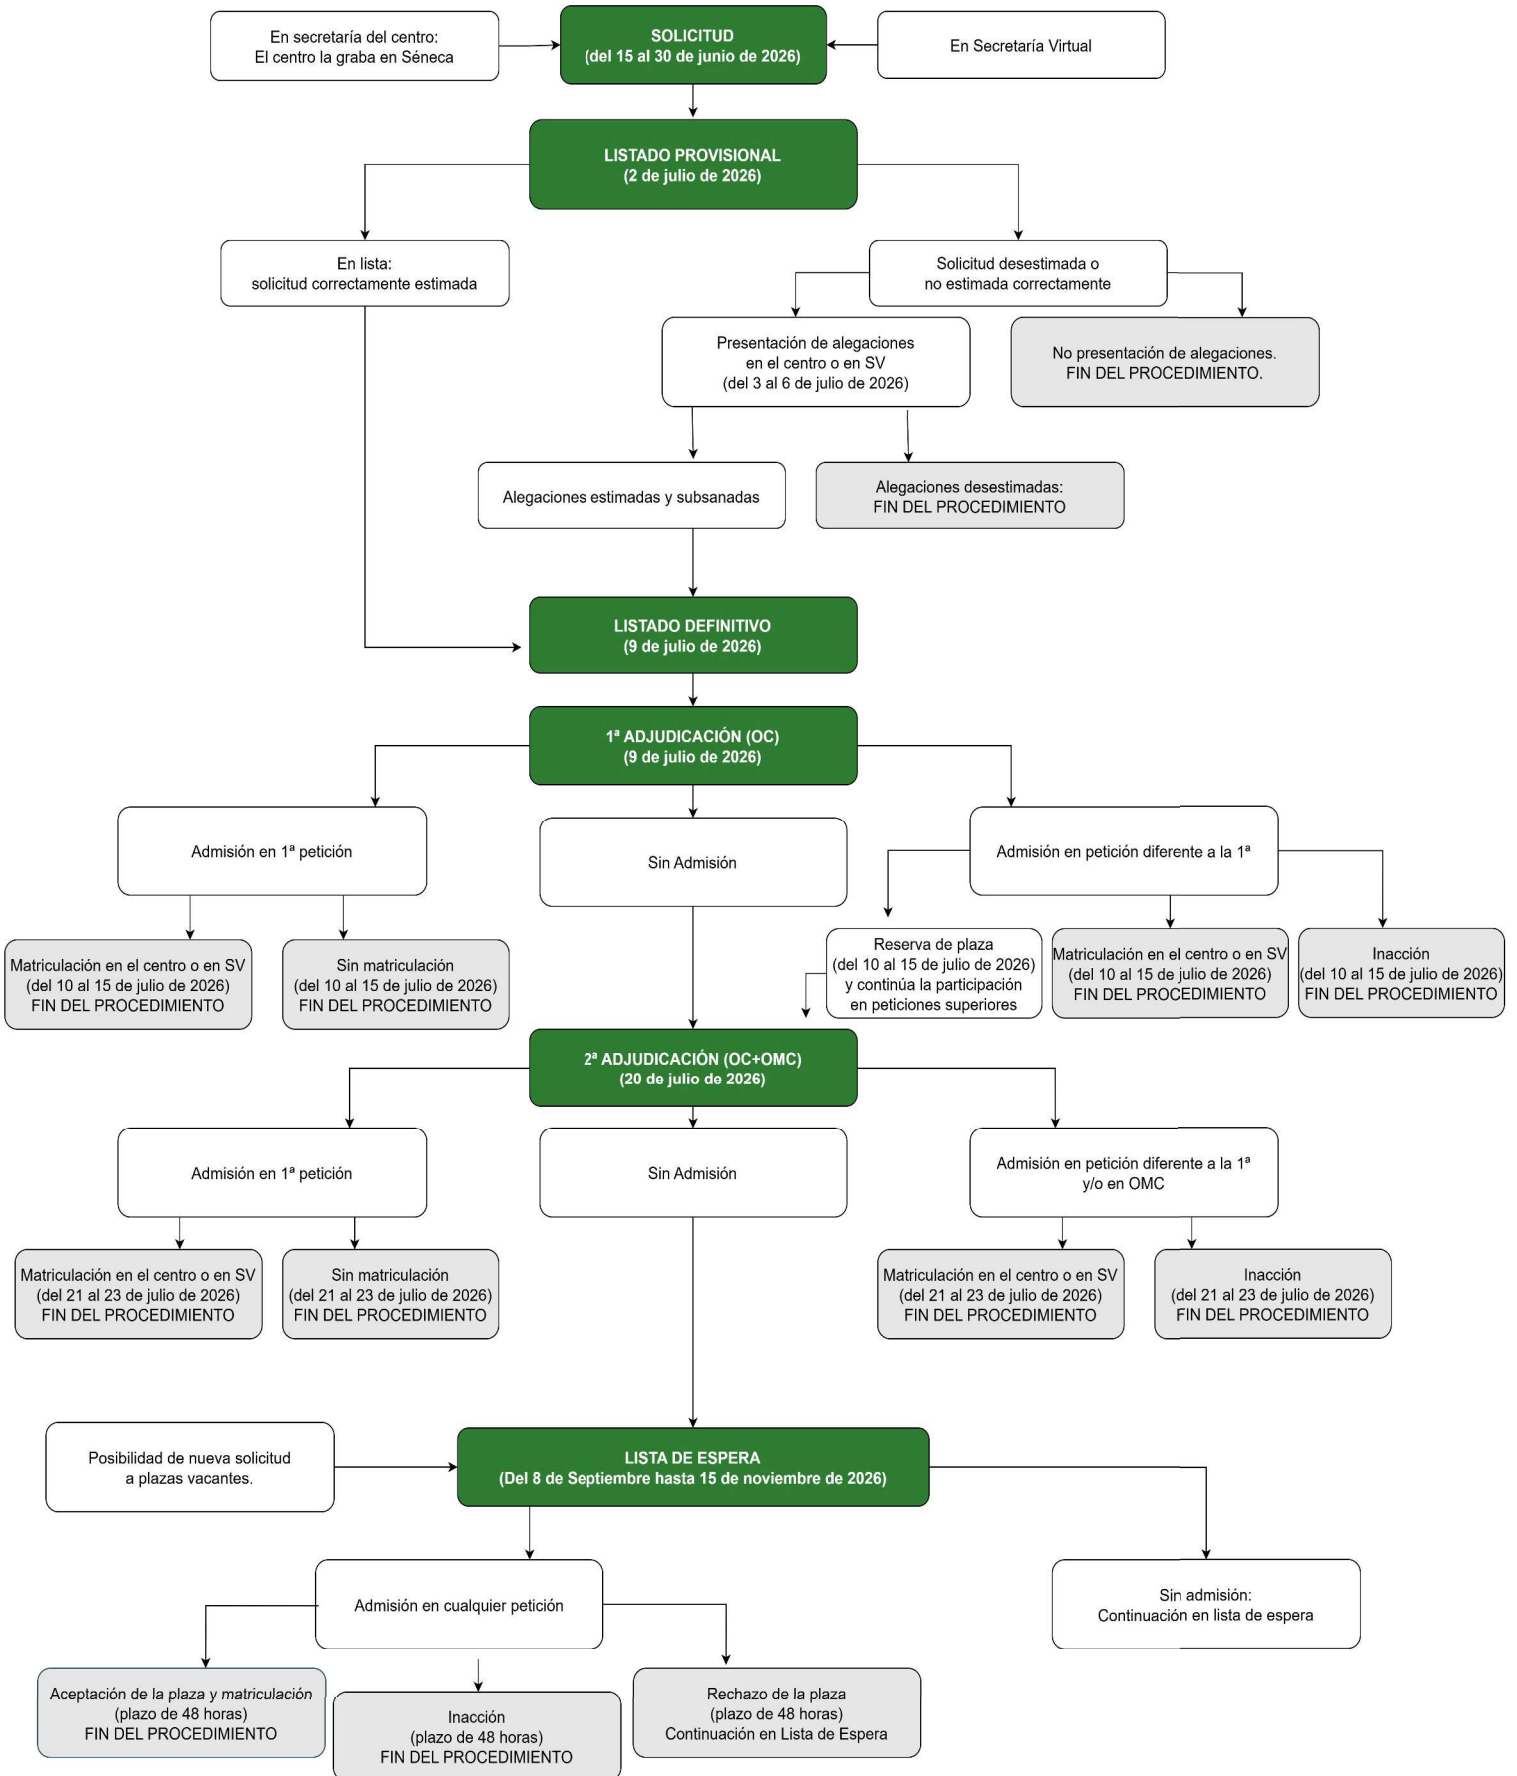 En secretaría del centro:
El centro la graba en Séneca
SOLICITUD
(del 15 al 30 de junio de 2026)
En Secretaría Virtual
LISTADO PROVISIONAL
(2 de julio de 2026)
En lista:
solicitud correctamente estimada
Solicitud desestimada o
no estimada correctamente
Presentación de alegaciones
en el centro o en SV
(del 3 al 6 de julio de 2026)
No presentación de alegaciones.
FIN DEL PROCEDIMIENTO.
Alegaciones estimadas y subsanadas
Alegaciones desestimadas:
FIN DEL PROCEDIMIENTO
LISTADO DEFINITIVO
(9 de julio de 2026)
1ª ADJUDICACIÓN (OC)
(9 de julio de 2026)
Admisión en 1ª petición
Sin Admisión
Admisión en petición diferente a la 1ª
Matriculación en el centro o en SV
(del 10 al 15 de julio de 2026)
FIN DEL PROCEDIMIENTO
Sin matriculación
(del 10 al 15 de julio de 2026)
FIN DEL PROCEDIMIENTO
Reserva de plaza
(del 10 al 15 de julio de 2026)
y continúa la participación
en peticiones superiores
Matriculación en el centro o en SV
(del 10 al 15 de julio de 2026)
FIN DEL PROCEDIMIENTO
Inacción
(del 10 al 15 de julio de 2026)
FIN DEL PROCEDIMIENTO
2ª ADJUDICACIÓN (OC+OMC)
(20 de julio de 2026)
Admisión en 1ª petición
Sin Admisión
Admisión en petición diferente a la 1ª
y/o en OMC
Matriculación en el centro o en SV
(del 21 al 23 de julio de 2026)
FIN DEL PROCEDIMIENTO
Sin matriculación
(del 21 al 23 de julio de 2026)
FIN DEL PROCEDIMIENTO
Matriculación en el centro o en SV
(del 21 al 23 de julio de 2026)
FIN DEL PROCEDIMIENTO
Inacción
(del 21 al 23 de julio de 2026)
FIN DEL PROCEDIMIENTO
Posibilidad de nueva solicitud
a plazas vacantes.
LISTA DE ESPERA
(Del 8 de Septiembre hasta 15 de noviembre de 2026)
Admisión en cualquier petición
Sin admisión:
Continuación en lista de espera
Aceptación de la plaza y matriculación
(plazo de 48 horas)
FIN DEL PROCEDIMIENTO
Inacción
(plazo de 48 horas)
FIN DEL PROCEDIMIENTO
Rechazo de la plaza
(plazo de 48 horas)
Continuación en Lista de Espera